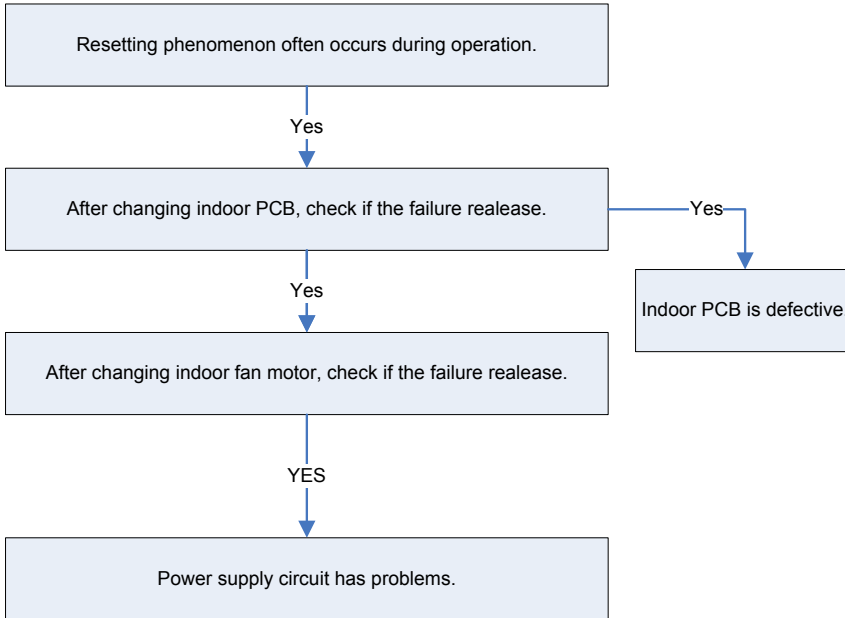 Resetting phenomenon often occurs during operation.
Yes
After changing indoor PCB, check if the failure realease.
Yes
Yes
Indoor PCB is defective
After changing indoor fan motor, check if the failure realease.
YES
Power supply circuit has problems.